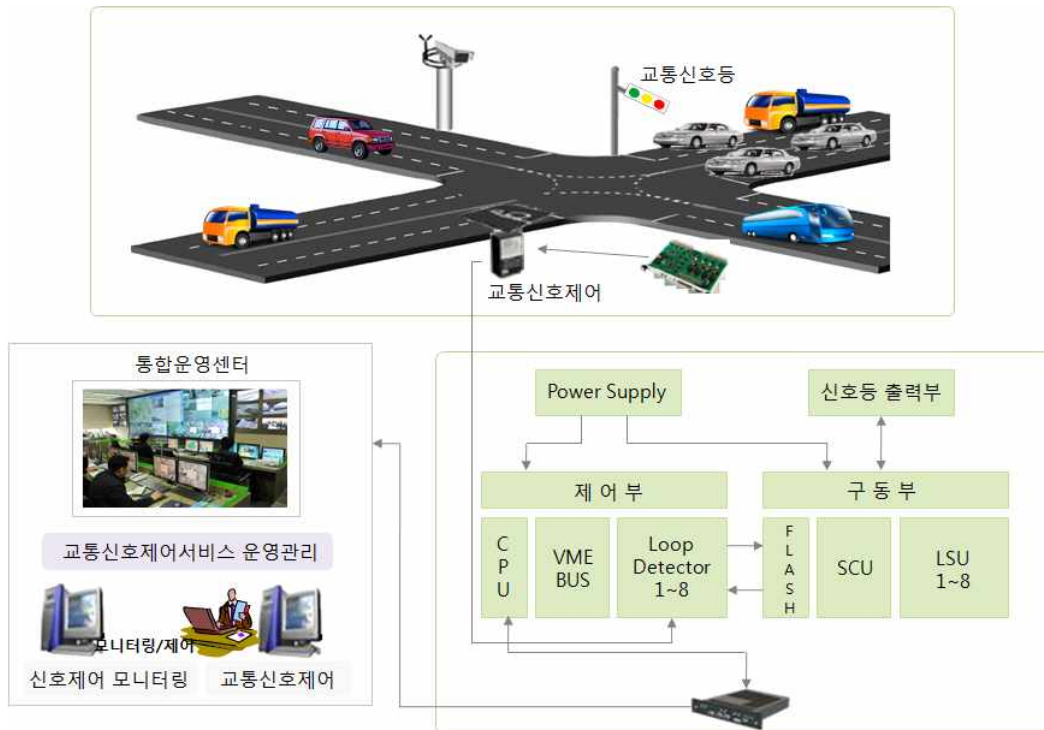 교통신호등
교통신호제어
통합운영센터
교통신호제어서비스 운영관리
모니터링/제어
신호제어 모니터링
교통신호제어
Power Supply
신호등 출력부
제 어 부
구 동 부
CPU
VME
BUS
Loop
Detector
1~8
FLASH
SCU
LSU
1~8